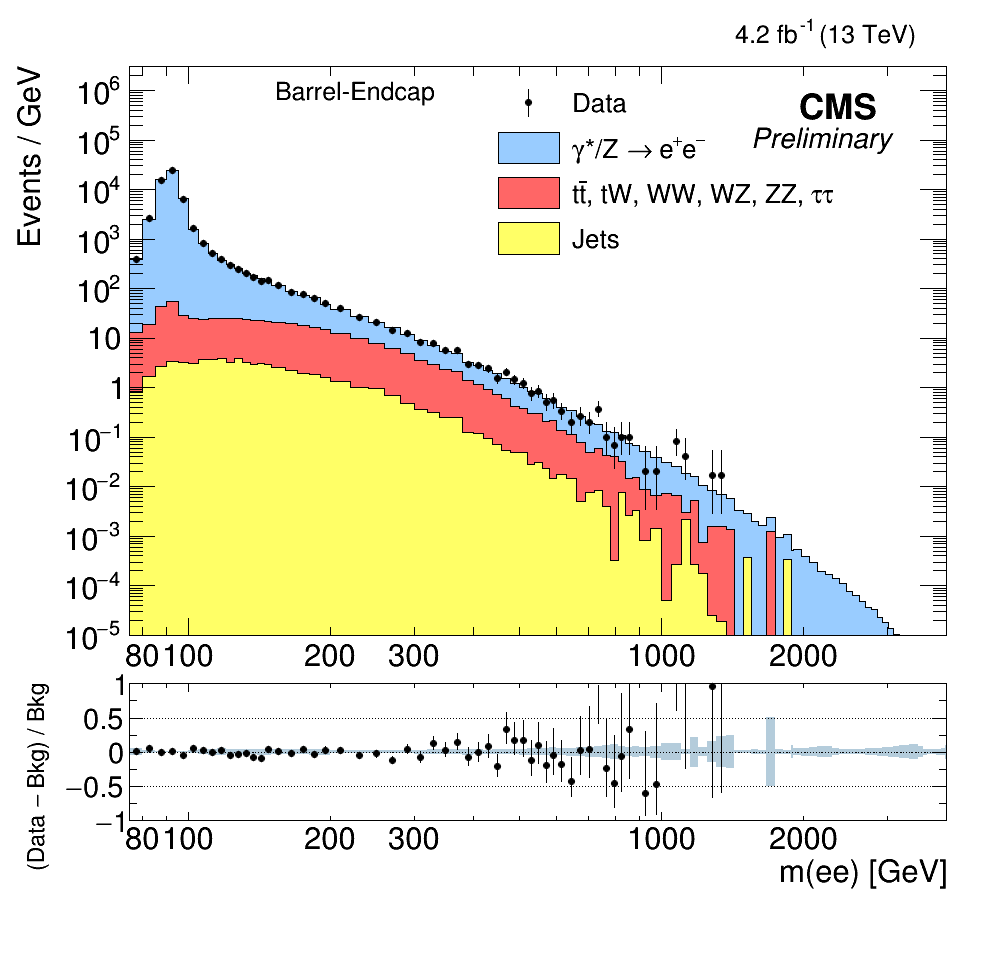 4.2 fb⁻¹ (13 TeV)
Events / GeV
Barrel-Endcap
CMS
Preliminary
Data
γ*/Z → e⁺e⁻
tt̄, tW, WW, WZ, ZZ, ττ
Jets
10⁶
10⁵
10⁴
10³
10²
10
1
10⁻¹
10⁻²
10⁻³
10⁻⁴
10⁻⁵
80 100 200 300 1000 2000
(Data − Bkg) / Bkg
1
0.5
0
−0.5
−1
80 100 200 300 1000 2000
m(ee) [GeV]